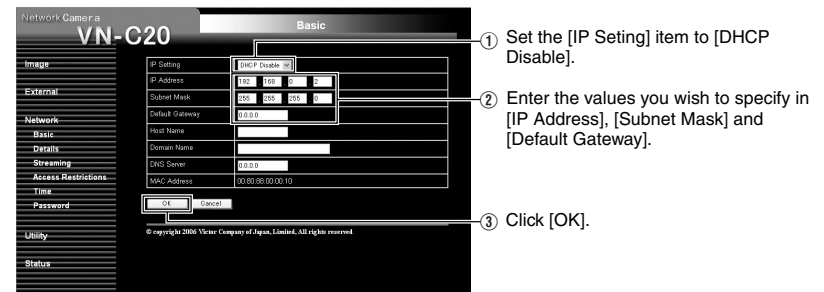 Network Camera
VN-C20
Basic
Image
External
Network
Basic
Details
Streaming
Access Restrictions
Time
Password
Utility
Status
IP Setting DHCP Disable
IP Address 192 168 0 2
Subnet Mask 255 255 255 0
Default Gateway 0.0.0.0
Host Name
Domain Name
DNS Server 0.0.0.0
MAC Address 00:80:88:00:00:10
OK Cancel
© copyright 2006 Victor Company of Japan, Limited, All rights reserved
① Set the [IP Seting] item to [DHCP
Disable].
② Enter the values you wish to specify in
[IP Address], [Subnet Mask] and
[Default Gateway].
③ Click [OK].